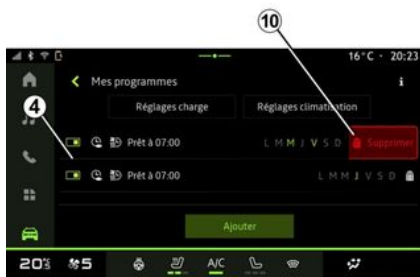 10
16°C · 20:23
Mes programmes
i
Réglages charge
Réglages climatisation
4
Prêt à 07:00
L M M J V S D
Supprimer
Prêt à 07:00
L M M J V S D
Ajouter
20°5
5
A/C